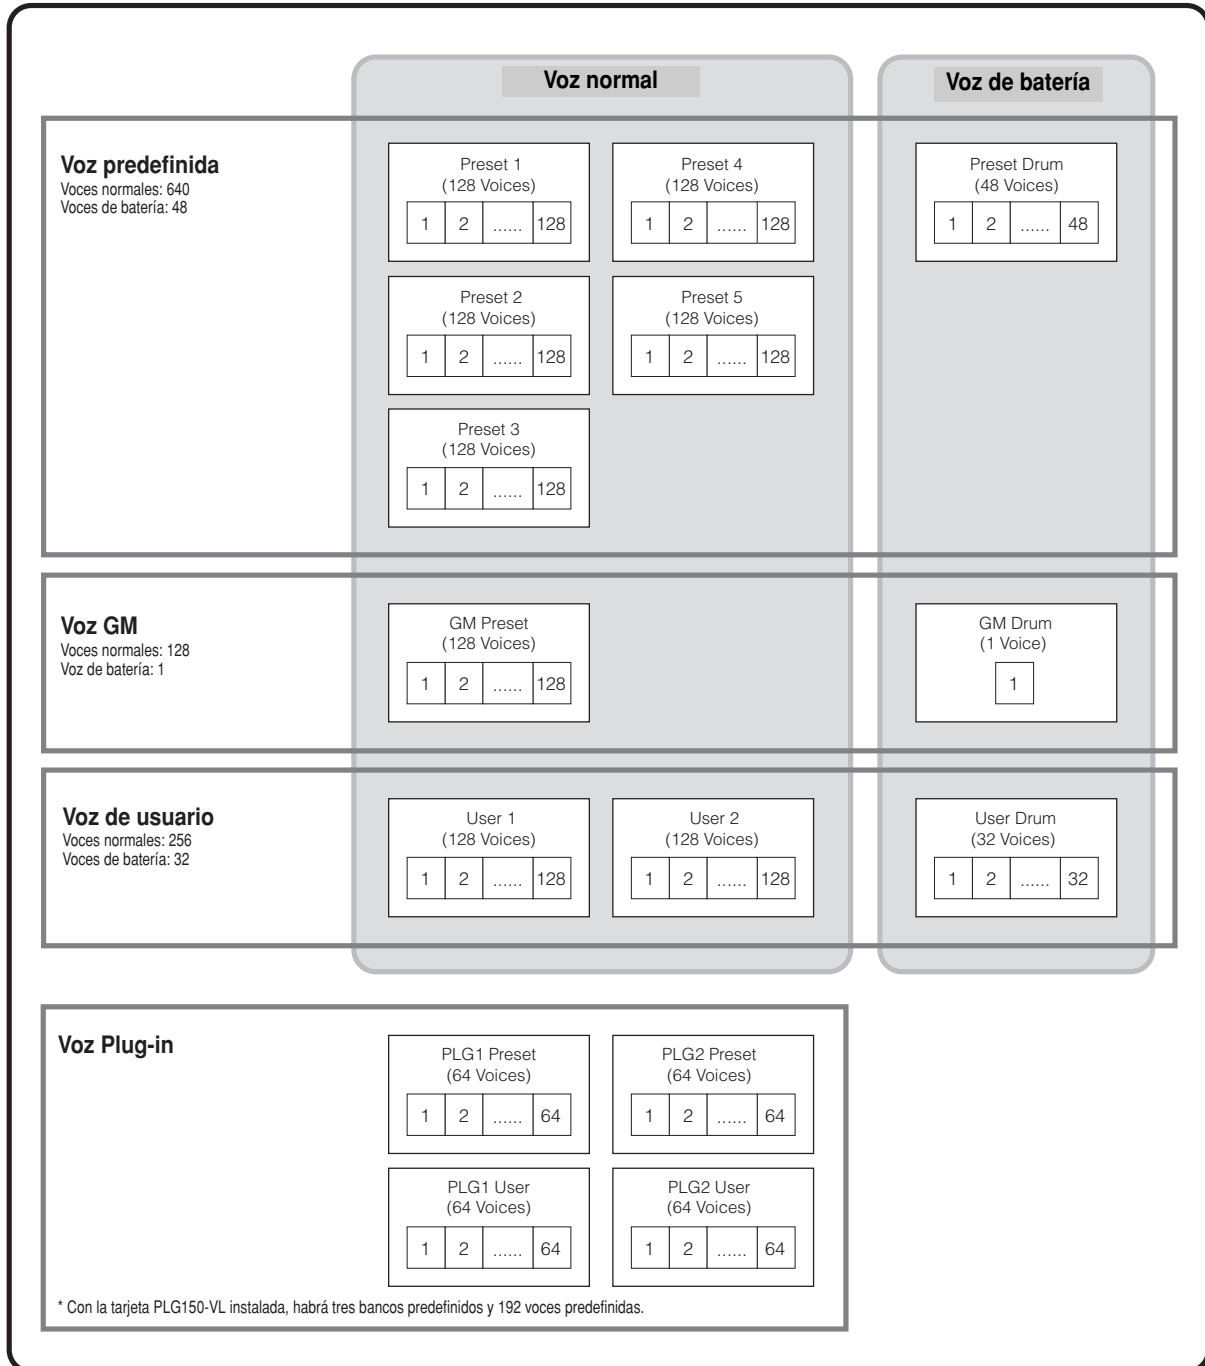 Voz normal
Voz de batería
Voz predefinida
Voces normales: 640
Voces de batería: 48
Preset 1
(128 Voices)
1 2 ...... 128
Preset 4
(128 Voices)
1 2 ...... 128
Preset Drum
(48 Voices)
1 2 ...... 48
Preset 2
(128 Voices)
1 2 ...... 128
Preset 5
(128 Voices)
1 2 ...... 128
Preset 3
(128 Voices)
1 2 ...... 128
Voz GM
Voces normales: 128
Voz de batería: 1
GM Preset
(128 Voices)
1 2 ...... 128
GM Drum
(1 Voice)
1
Voz de usuario
Voces normales: 256
Voces de batería: 32
User 1
(128 Voices)
1 2 ...... 128
User 2
(128 Voices)
1 2 ...... 128
User Drum
(32 Voices)
1 2 ...... 32
Voz Plug-in
PLG1 Preset
(64 Voices)
1 2 ...... 64
PLG2 Preset
(64 Voices)
1 2 ...... 64
PLG1 User
(64 Voices)
1 2 ...... 64
PLG2 User
(64 Voices)
1 2 ...... 64
* Con la tarjeta PLG150-VL instalada, habrá tres bancos predefinidos y 192 voces predefinidas.